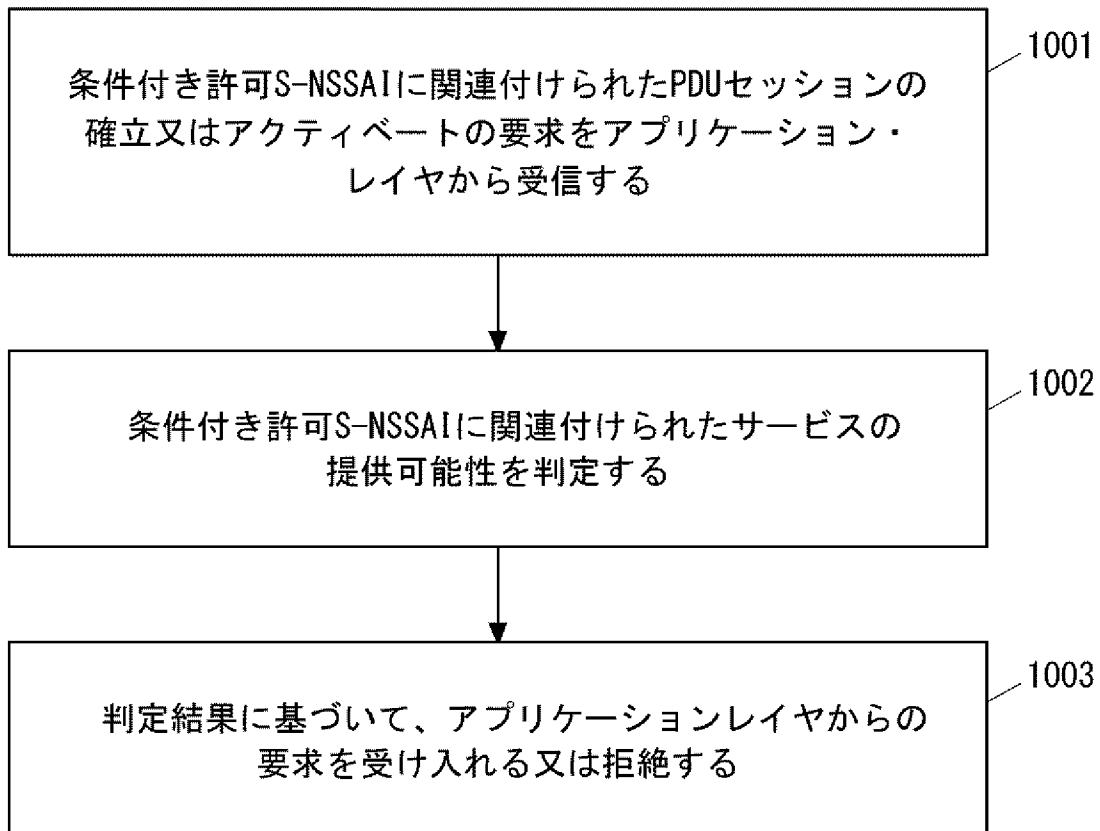 1001
条件付き許可S-NSSAIに関連付けられたPDUセッションの
確立又はアクティベートの要求をアプリケーション・
レイヤから受信する
1002
条件付き許可S-NSSAIに関連付けられたサービスの
提供可能性を判定する
1003
判定結果に基づいて、アプリケーションレイヤからの
要求を受け入れる又は拒絶する